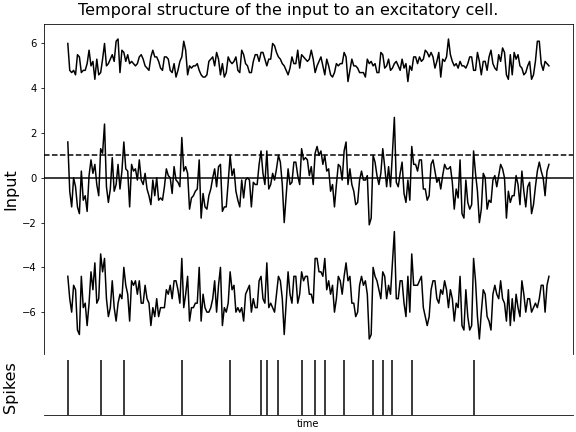 Temporal structure of the input to an excitatory cell.
6
4
2
0
−2
−4
−6
Input
Spikes
time